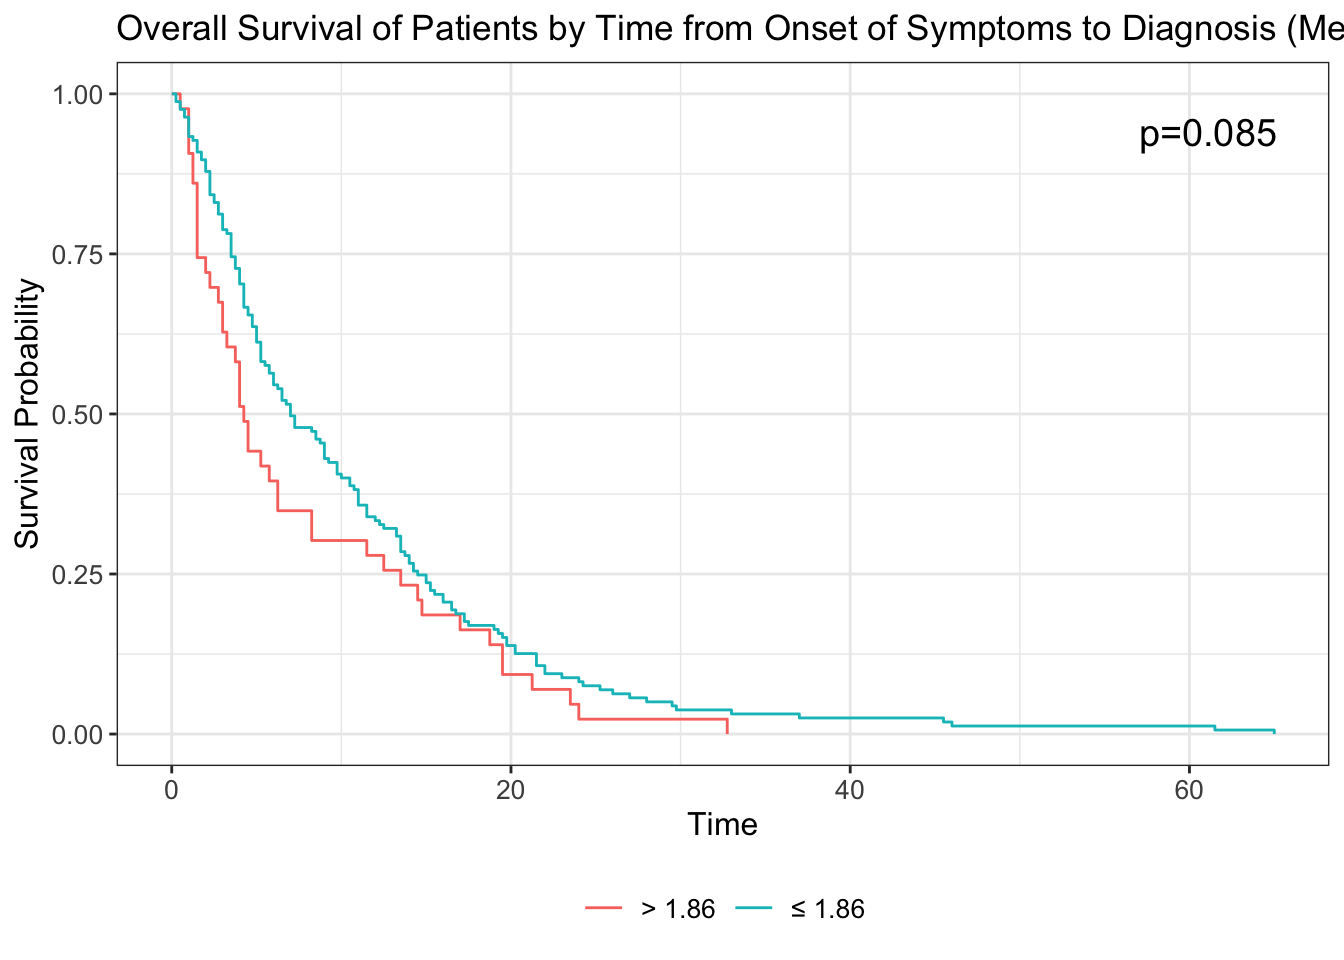 Overall Survival of Patients by Time from Onset of Symptoms to Diagnosis (Me
1.00
p=0.085
0.75
Survival Probability
0.50
0.25
0.00
0 20 40 60
Time
> 1.86 ≤ 1.86